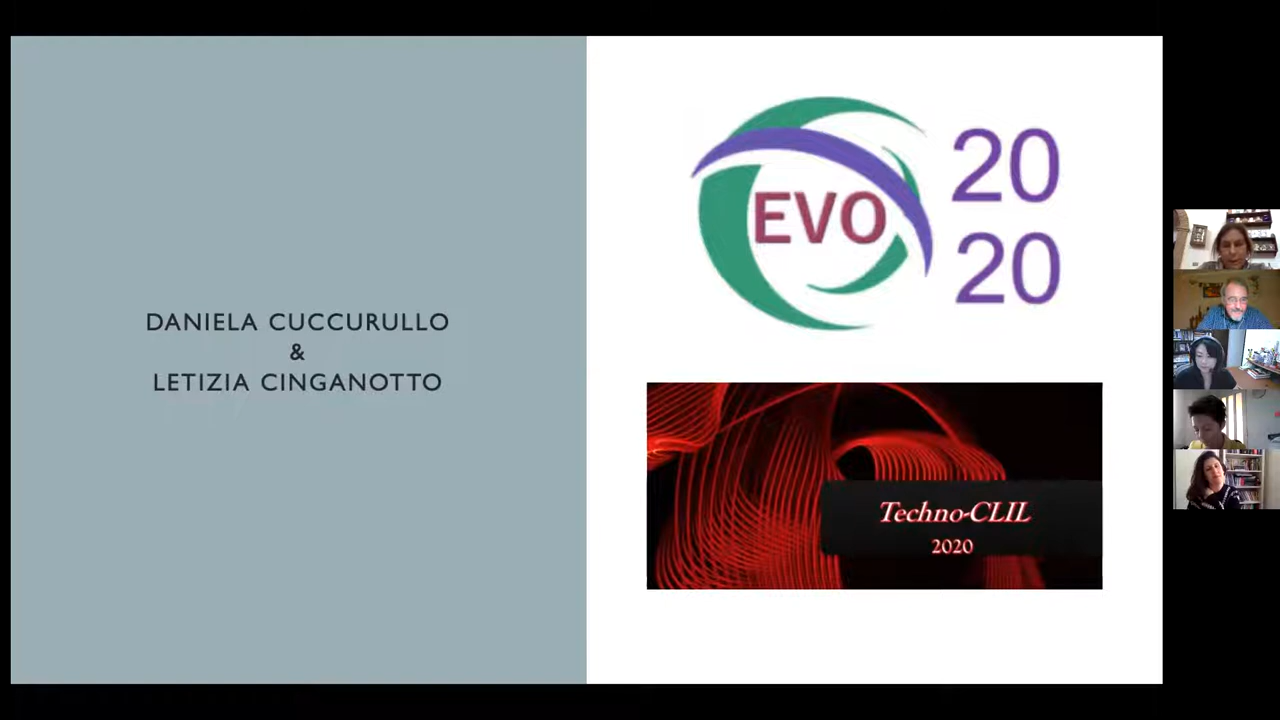 DANIELA CUCCURULLO
&
LETIZIA CINGANOTTO
EVO
20
20
Techno-CLIL
2020